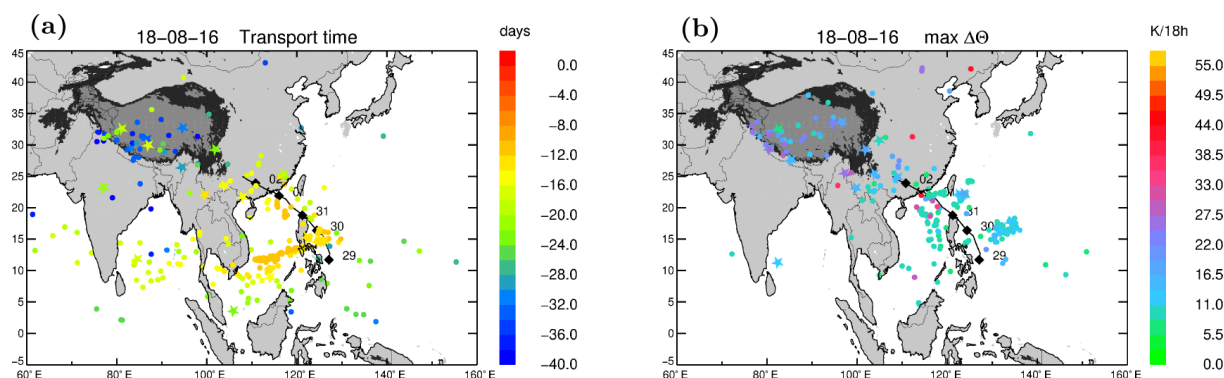 (a)
18-08-16 Transport time
days
45
40
35
30
25
20
15
10
5
0
-5
60° E
80° E
100° E
120° E
140° E
160° E
02
01
31
30
29
0.0
-4.0
-8.0
-12.0
-16.0
-20.0
-24.0
-28.0
-32.0
-36.0
-40.0
(b)
18-08-16 max ΔΘ
K/18h
45
40
35
30
25
20
15
10
5
0
-5
60° E
80° E
100° E
120° E
140° E
160° E
02
31
30
29
55.0
49.5
44.0
38.5
33.0
27.5
22.0
16.5
11.0
5.5
0.0